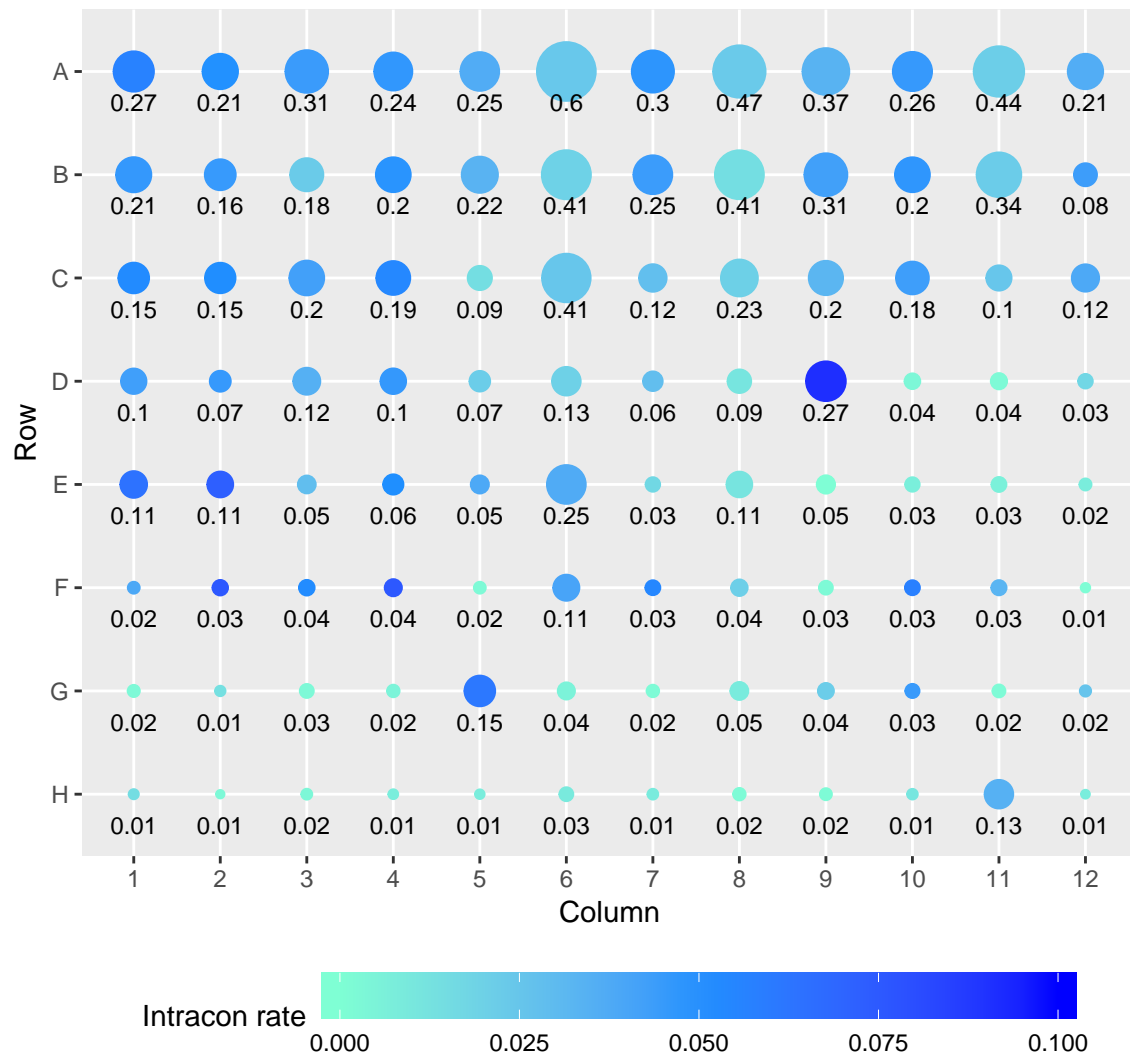 A
0.27 0.21 0.31 0.24 0.25 0.6 0.3 0.47 0.37 0.26 0.44 0.21
B
0.21 0.16 0.18 0.2 0.22 0.41 0.25 0.41 0.31 0.2 0.34 0.08
C
0.15 0.15 0.2 0.19 0.09 0.41 0.12 0.23 0.2 0.18 0.1 0.12
D
0.1 0.07 0.12 0.1 0.07 0.13 0.06 0.09 0.27 0.04 0.04 0.03
Row
E
0.11 0.11 0.05 0.06 0.05 0.25 0.03 0.11 0.05 0.03 0.03 0.02
F
0.02 0.03 0.04 0.04 0.02 0.11 0.03 0.04 0.03 0.03 0.03 0.01
G
0.02 0.01 0.03 0.02 0.15 0.04 0.02 0.05 0.04 0.03 0.02 0.02
H
0.01 0.01 0.02 0.01 0.01 0.03 0.01 0.02 0.02 0.01 0.13 0.01
1 2 3 4 5 6 7 8 9 10 11 12
Column
Intracon rate
0.000 0.025 0.050 0.075 0.100